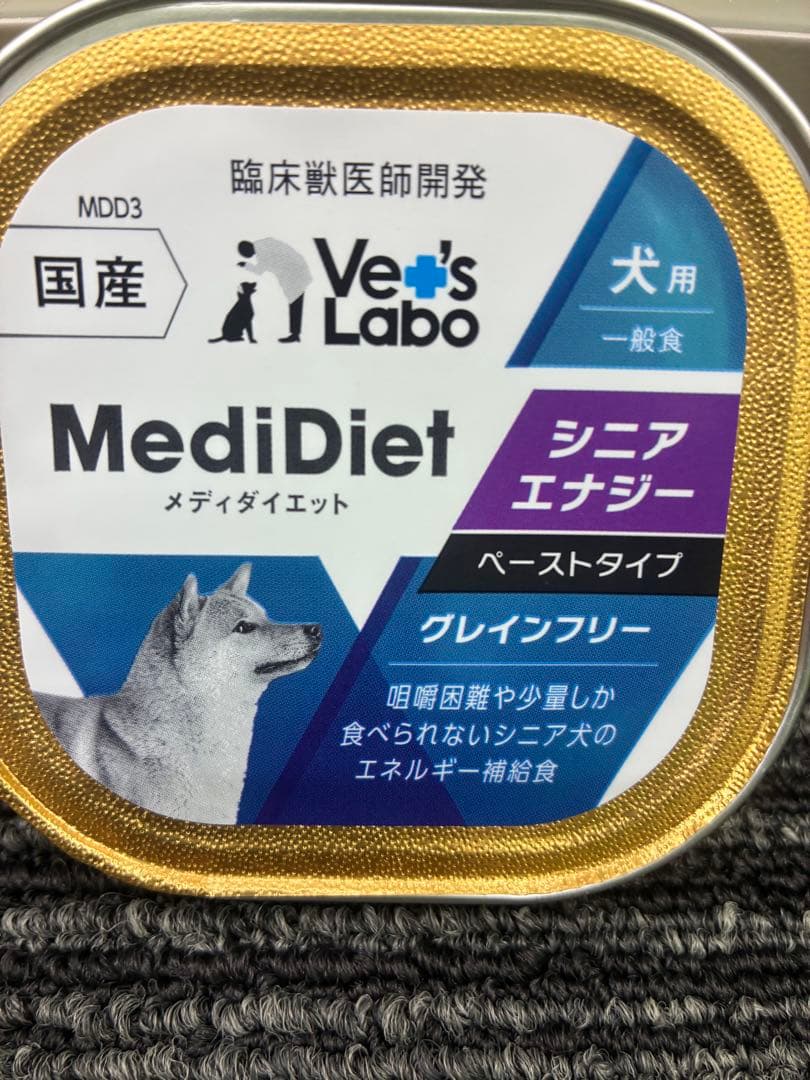 臨床獣医師開発
MDD3
国産
Vet's
Labo
犬用
一般食
MediDiet
メディダイエット
シニア
エナジー
ペーストタイプ
グレインフリー
咀嚼困難や少量しか
食べられないシニア犬の
エネルギー補給食